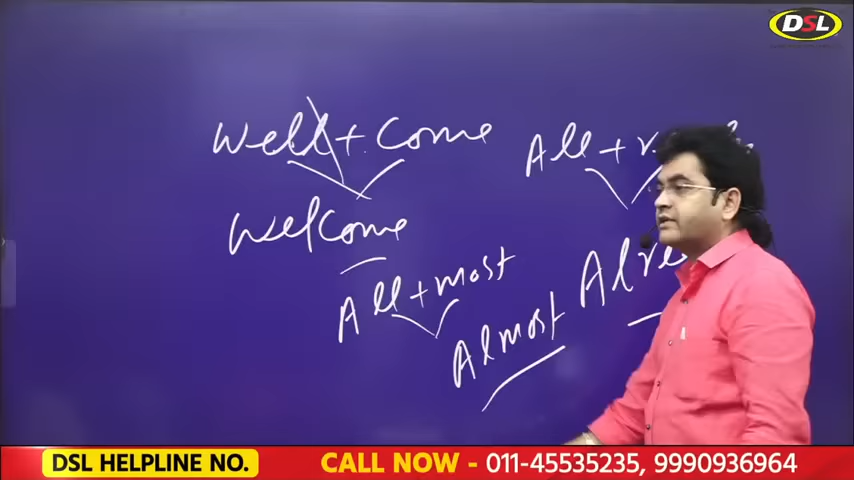 DSL
Well + Come
All +
Welcome
All + most
Alre
Almost
DSL HELPLINE NO. CALL NOW - 011-45535235, 9990936964